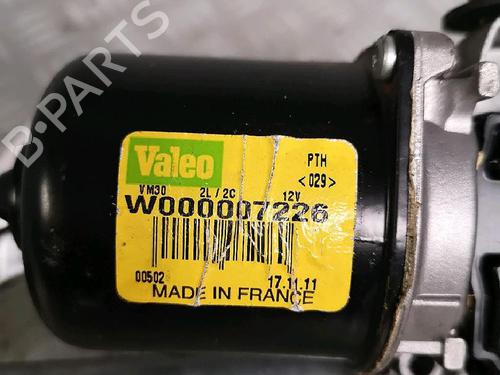 B-PARTS
Valeo
PTH
<029>
VM30 2L/2C 12V
W000007226
00502 17.11.11
MADE IN FRANCE